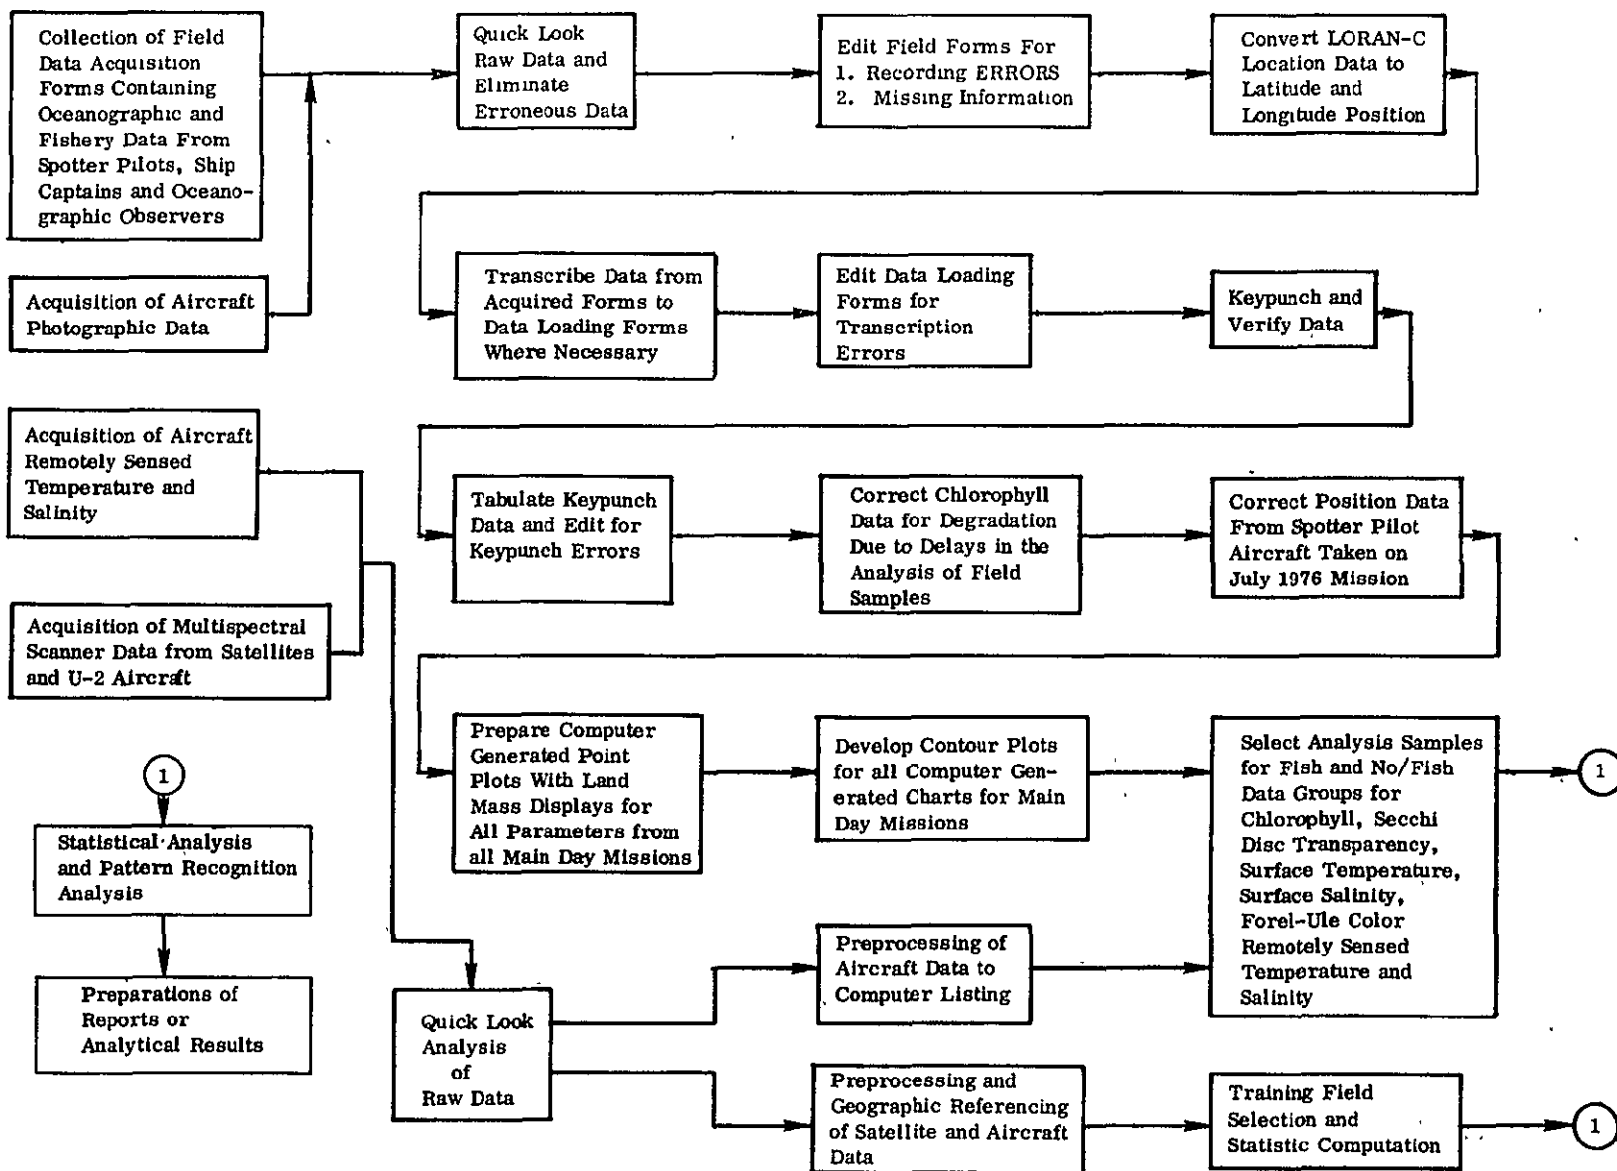 Collection of Field
Data Acquisition
Forms Containing
Oceanographic and
Fishery Data From
Spotter Pilots, Ship
Captains and Oceano-
graphic Observers
Quick Look
Raw Data and
Eliminate
Erroneous Data
Edit Field Forms For
1. Recording ERRORS
2. Missing Information
Convert LORAN-C
Location Data to
Latitude and
Longitude Position
Acquisition of Aircraft
Photographic Data
Transcribe Data from
Acquired Forms to
Data Loading Forms
Where Necessary
Edit Data Loading
Forms for
Transcription
Errors
Keypunch and
Verify Data
Acquisition of Aircraft
Remotely Sensed
Temperature and
Salinity
Tabulate Keypunch
Data and Edit for
Keypunch Errors
Correct Chlorophyll
Data for Degradation
Due to Delays in the
Analysis of Field
Samples
Correct Position Data
From Spotter Pilot
Aircraft Taken on
July 1976 Mission
Acquisition of Multispectral
Scanner Data from Satellites
and U-2 Aircraft
Prepare Computer
Generated Point
Plots With Land
Mass Displays for
All Parameters from
all Main Day Missions
Develop Contour Plots
for all Computer Gen-
erated Charts for Main
Day Missions
Select Analysis Samples
for Fish and No/Fish
Data Groups for
Chlorophyll, Secchi
Disc Transparency,
Surface Temperature,
Surface Salinity,
Forel-Ule Color
Remotely Sensed
Temperature and
Salinity
1
1
Statistical Analysis
and Pattern Recognition
Analysis
Preparations of
Reports or
Analytical Results
Quick Look
Analysis
of
Raw Data
Preprocessing of
Aircraft Data to
Computer Listing
Preprocessing and
Geographic Referencing
of Satellite and Aircraft
Data
Training Field
Selection and
Statistic Computation
1